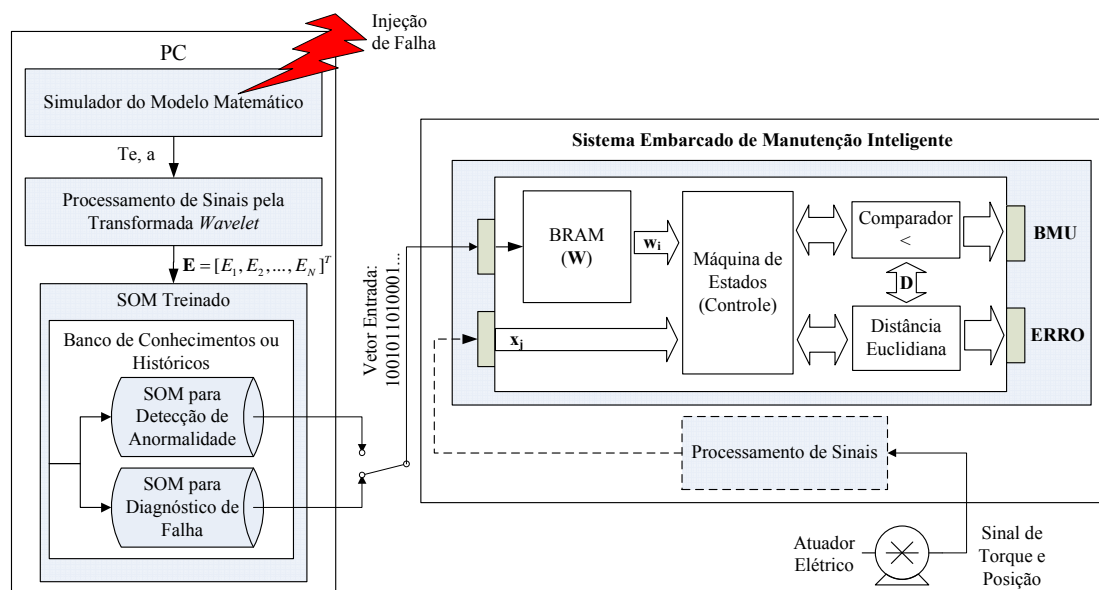 Injeção
de Falha
PC
Simulador do Modelo Matemático
Te, a
Processamento de Sinais pela
Transformada Wavelet
E = [E₁, E₂, ..., E_N]ᵀ
SOM Treinado
Banco de Conhecimentos ou
Históricos
SOM para
Detecção de
Anormalidade
SOM para
Diagnóstico de
Falha
Vetor Entrada:
1001011010001...
Sistema Embarcado de Manutenção Inteligente
BRAM
(W)
w_i
x_j
Máquina de
Estados
(Controle)
Comparador
<
D
Distância
Euclidiana
BMU
ERRO
Processamento de Sinais
Atuador
Elétrico
Sinal de
Torque e
Posição